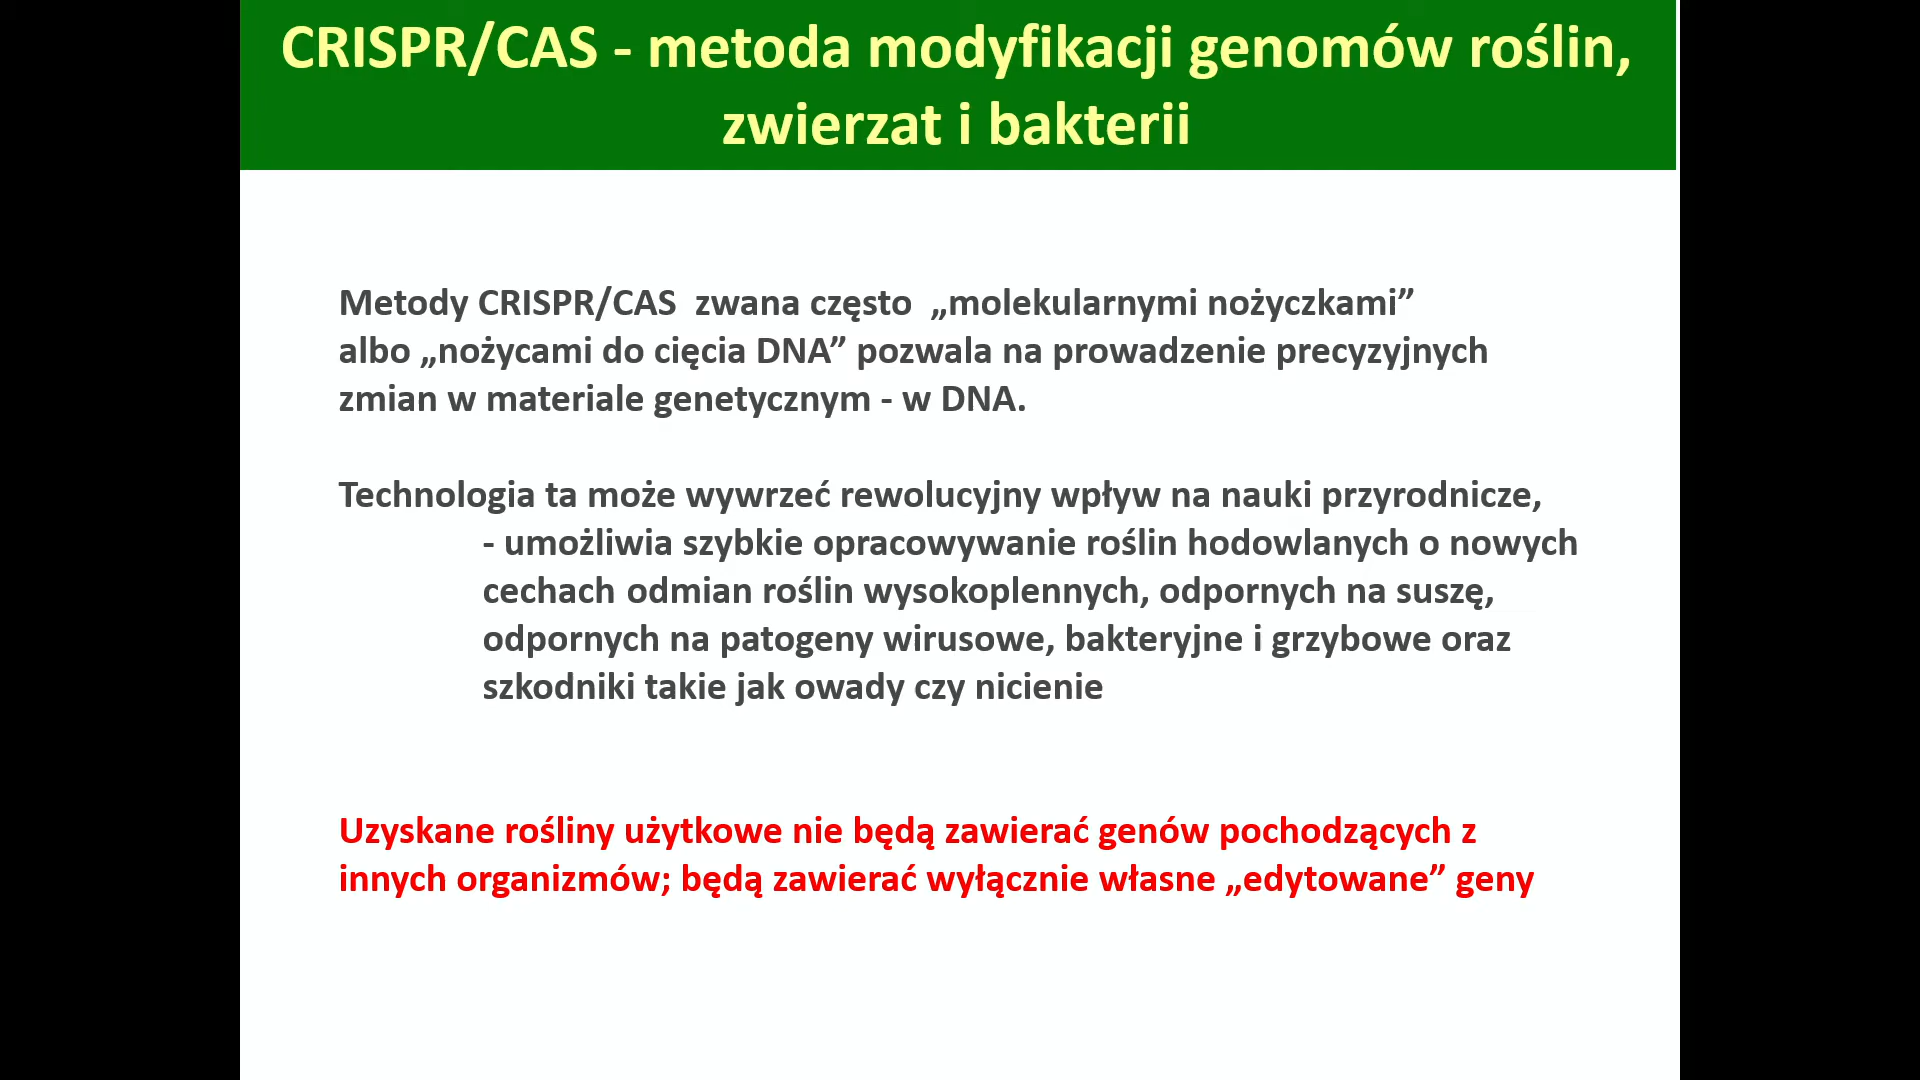 CRISPR/CAS - metoda modyfikacji genomów roślin,
zwierzat i bakterii
Metody CRISPR/CAS zwana często „molekularnymi nożyczkami”
albo „nożycami do cięcia DNA” pozwala na prowadzenie precyzyjnych
zmian w materiale genetycznym - w DNA.
Technologia ta może wywrzeć rewolucyjny wpływ na nauki przyrodnicze,
- umożliwia szybkie opracowywanie roślin hodowlanych o nowych
cechach odmian roślin wysokoplennych, odpornych na suszę,
odpornych na patogeny wirusowe, bakteryjne i grzybowe oraz
szkodniki takie jak owady czy nicienie
Uzyskane rośliny użytkowe nie będą zawierać genów pochodzących z
innych organizmów; będą zawierać wyłącznie własne „edytowane” geny